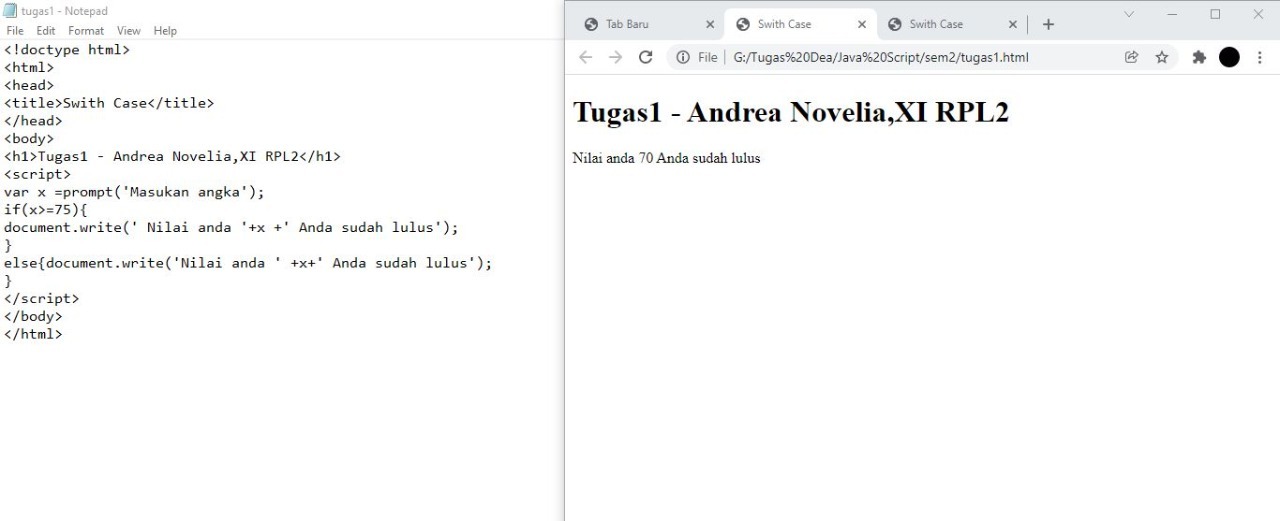 tugas1 - Notepad
File Edit Format View Help
<!doctype html>
<html>
<head>
<title>Swith Case</title>
</head>
<body>
<h1>Tugas1 - Andrea Novelia,XI RPL2</h1>
<script>
var x =prompt('Masukan angka');
if(x>=75){
document.write(' Nilai anda '+x +' Anda sudah lulus');
}
else{document.write('Nilai anda ' +x+' Anda sudah lulus');
}
</script>
</body>
</html>
Tab Baru Swith Case Swith Case
File G:/Tugas%20Dea/Java%20Script/sem2/tugas1.html
Tugas1 - Andrea Novelia,XI RPL2
Nilai anda 70 Anda sudah lulus